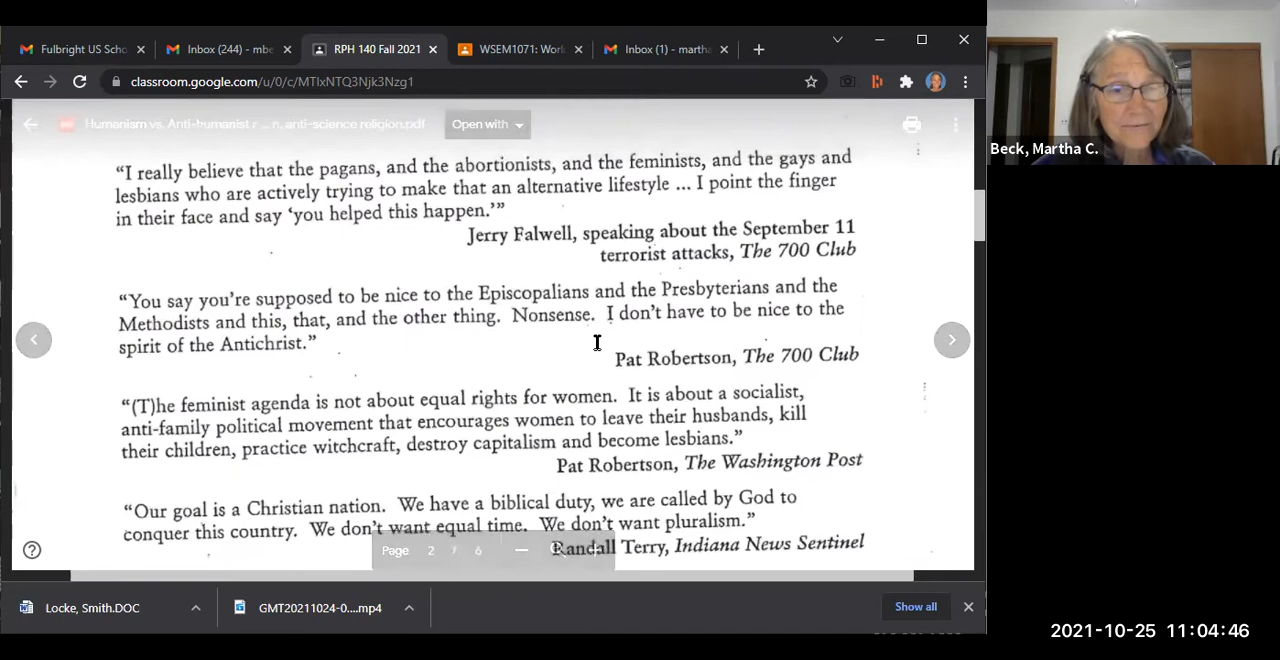 Fulbright US Scho
Inbox (244) - mbe
RPH 140 Fall 2021
WSEM1071: Worl
Inbox (1) - martha
classroom.google.com/u/0/c/MTIxNTQ3Njk3Nzg1
Humanism vs. Anti-humanist r ... n, anti-science religion.pdf
Open with
“I really believe that the pagans, and the abortionists, and the feminists, and the gays and
lesbians who are actively trying to make that an alternative lifestyle ... I point the finger
in their face and say ‘you helped this happen.’”
Jerry Falwell, speaking about the September 11
terrorist attacks, The 700 Club
“You say you’re supposed to be nice to the Episcopalians and the Presbyterians and the
Methodists and this, that, and the other thing. Nonsense. I don’t have to be nice to the
spirit of the Antichrist.”
Pat Robertson, The 700 Club
“(T)he feminist agenda is not about equal rights for women. It is about a socialist,
anti-family political movement that encourages women to leave their husbands, kill
their children, practice witchcraft, destroy capitalism and become lesbians.”
Pat Robertson, The Washington Post
“Our goal is a Christian nation. We have a biblical duty, we are called by God to
conquer this country. We don’t want equal time. We don’t want pluralism.”
Randall Terry, Indiana News Sentinel
Page 2 / 6
Locke, Smith.DOC
GMT20211024-0....mp4
Show all
Beck, Martha C.
2021-10-25 11:04:46